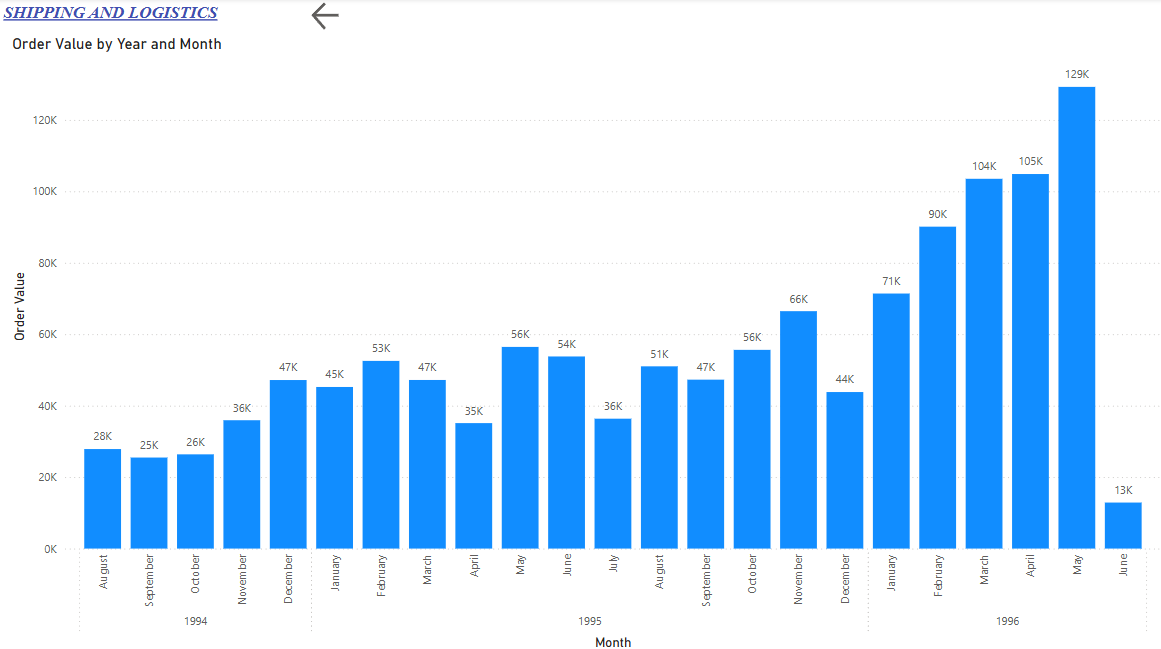 SHIPPING AND LOGISTICS
Order Value by Year and Month
129K
120K
105K
104K
100K
90K
80K
71K
66K
60K
56K
56K
54K
53K
51K
47K
47K
47K
45K
44K
40K
36K
36K
35K
28K
26K
25K
20K
13K
0K
Order Value
August
September
October
November
December
January
February
March
April
May
June
July
August
September
October
November
December
January
February
March
April
May
June
1994
1995
1996
Month